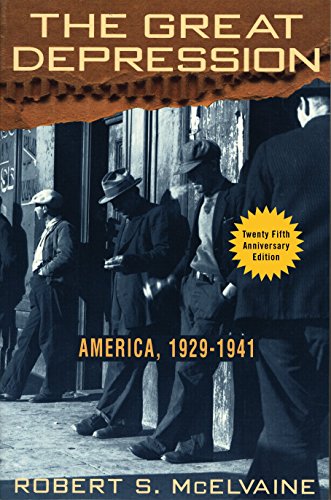 THE GREAT
DEPRESSION
Twenty Fifth
Anniversary
Edition
AMERICA, 1929-1941
ROBERT S. McELVAINE